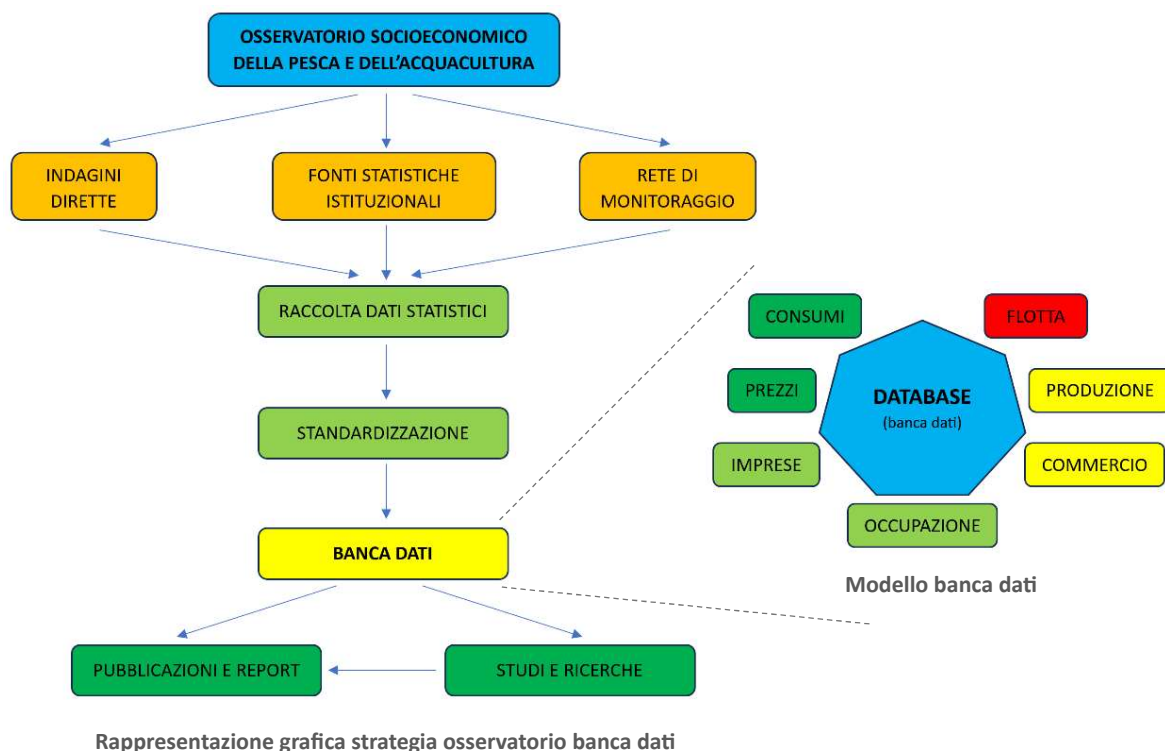 OSSERVATORIO SOCIOECONOMICO
DELLA PESCA E DELL'ACQUACULTURA
INDAGINI
DIRETTE
FONTI STATISTICHE
ISTITUZIONALI
RETE DI
MONITORAGGIO
RACCOLTA DATI STATISTICI
STANDARDIZZAZIONE
BANCA DATI
PUBBLICAZIONI E REPORT
STUDI E RICERCHE
Rappresentazione grafica strategia osservatorio banca dati
CONSUMI
FLOTTA
PREZZI
DATABASE
(banca dati)
PRODUZIONE
IMPRESE
COMMERCIO
OCCUPAZIONE
Modello banca dati